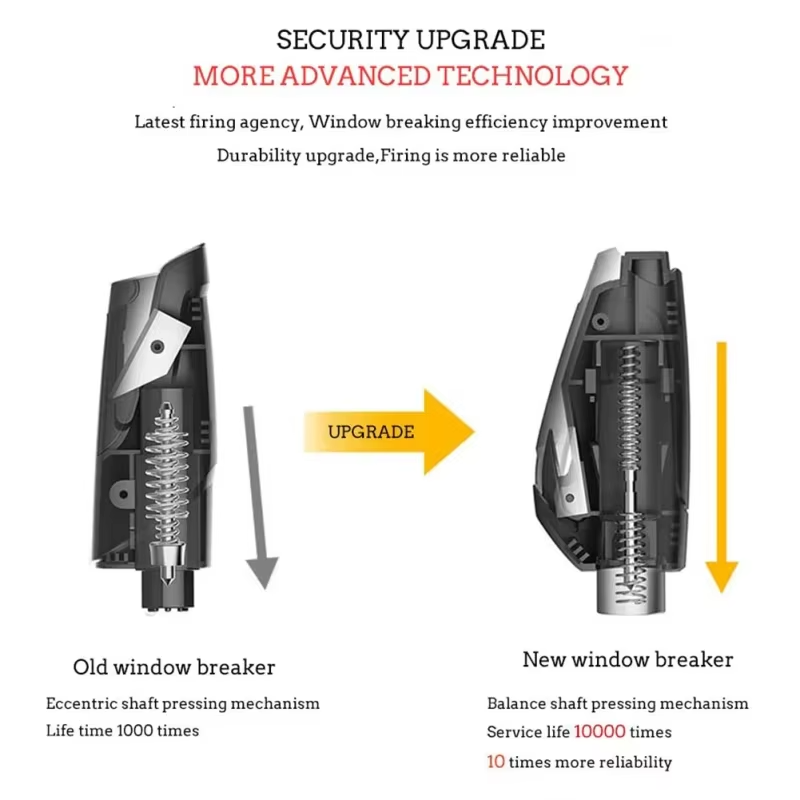 SECURITY UPGRADE
MORE ADVANCED TECHNOLOGY
Latest firing agency, Window breaking efficiency improvement
Durability upgrade,Firing is more reliable
UPGRADE
Old window breaker
Eccentric shaft pressing mechanism
Life time 1000 times
New window breaker
Balance shaft pressing mechanism
Service life 10000 times
10 times more reliability